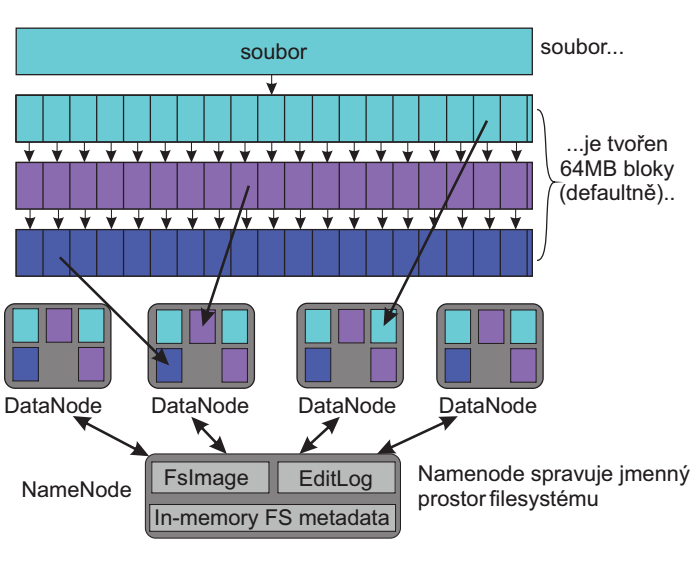 soubor
soubor...
...je tvořen
64MB bloky
(defaultně)..
DataNode
DataNode
DataNode
DataNode
NameNode
FsImage
EditLog
In-memory FS metadata
Namenode spravuje jmenný
prostor filesystému